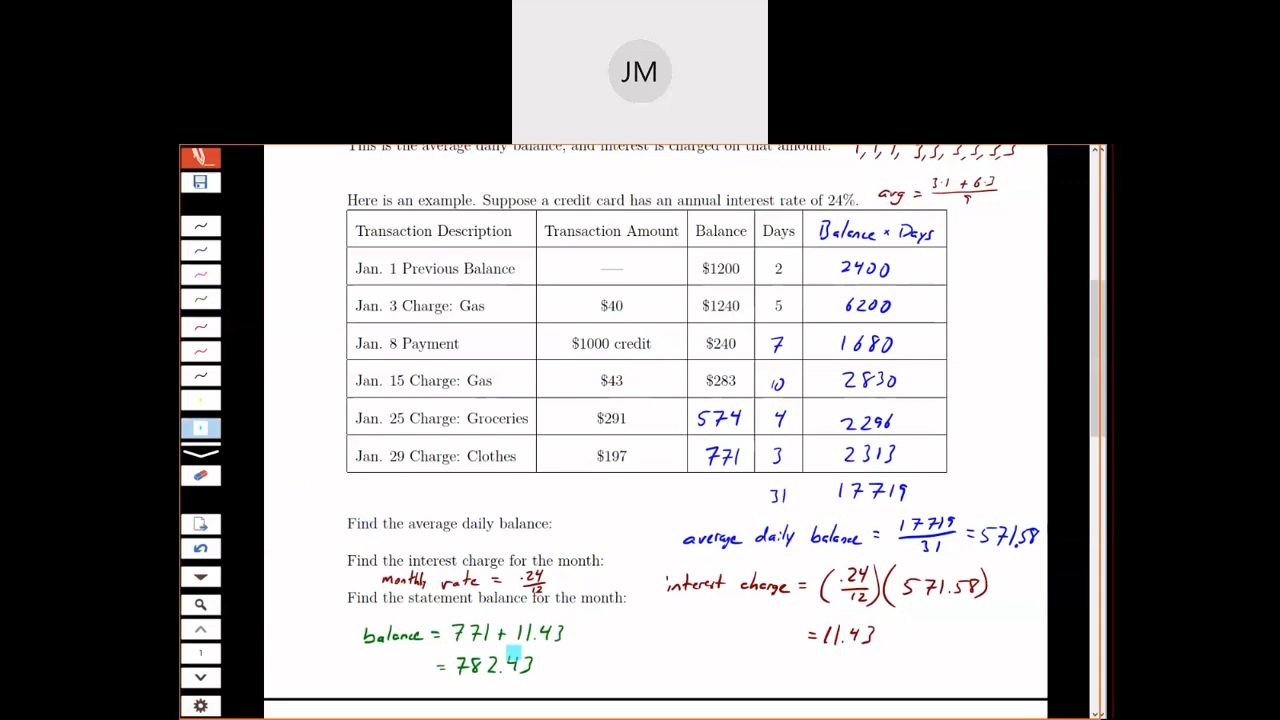 JM
This is the average daily balance, and interest is charged on that amount. 1, 1, 1, 3, 3, 3, 3, 3, 3
Here is an example. Suppose a credit card has an annual interest rate of 24%. avg = 3·1 + 6·3 / 9
Transaction Description Transaction Amount Balance Days Balance × Days
Jan. 1 Previous Balance — $1200 2 2400
Jan. 3 Charge: Gas $40 $1240 5 6200
Jan. 8 Payment $1000 credit $240 7 1680
Jan. 15 Charge: Gas $43 $283 10 2830
Jan. 25 Charge: Groceries $291 574 4 2296
Jan. 29 Charge: Clothes $197 771 3 2313
31 17719
Find the average daily balance:
average daily balance = 17719 / 31 = 571.58
Find the interest charge for the month:
monthly rate = .24 / 12
interest charge = (.24 / 12)(571.58)
Find the statement balance for the month:
balance = 771 + 11.43
= 11.43
= 782.43
1